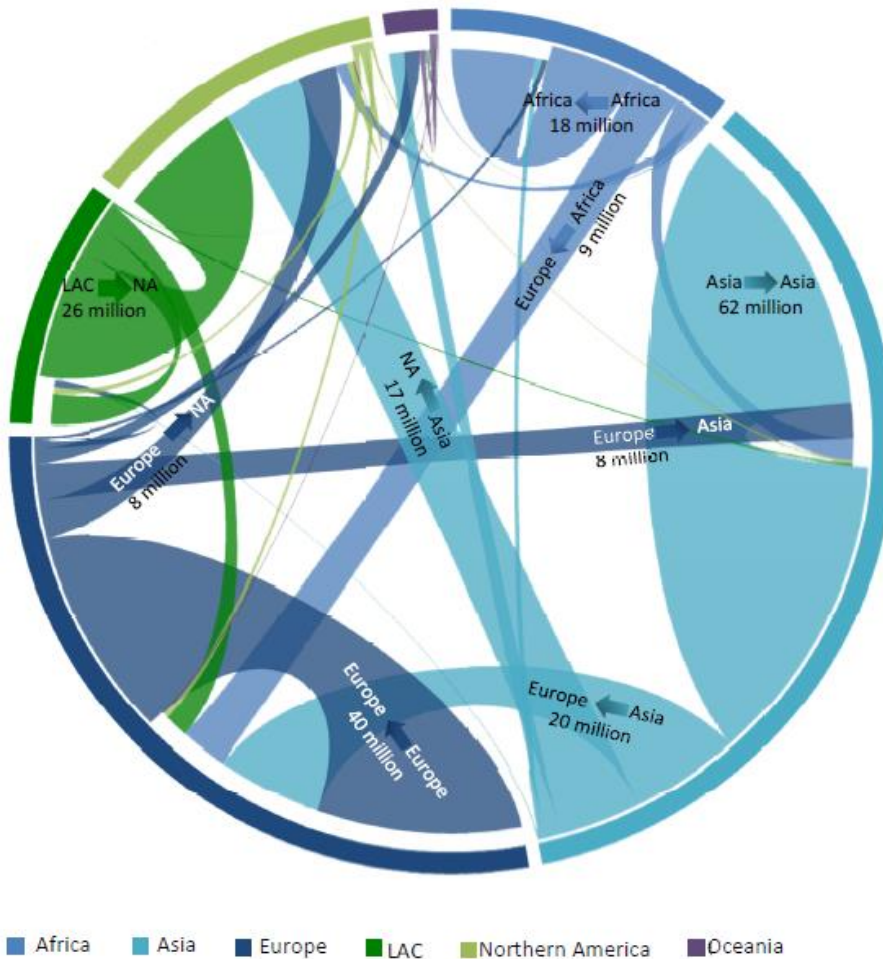 Africa Africa
18 million
Africa
Europe
9 million
Asia Asia
62 million
LAC NA
26 million
NA
Asia
17 million
Europe NA
8 million
Europe Asia
8 million
Europe Asia
20 million
Europe
Europe
40 million
Africa Asia Europe LAC Northern America Oceania